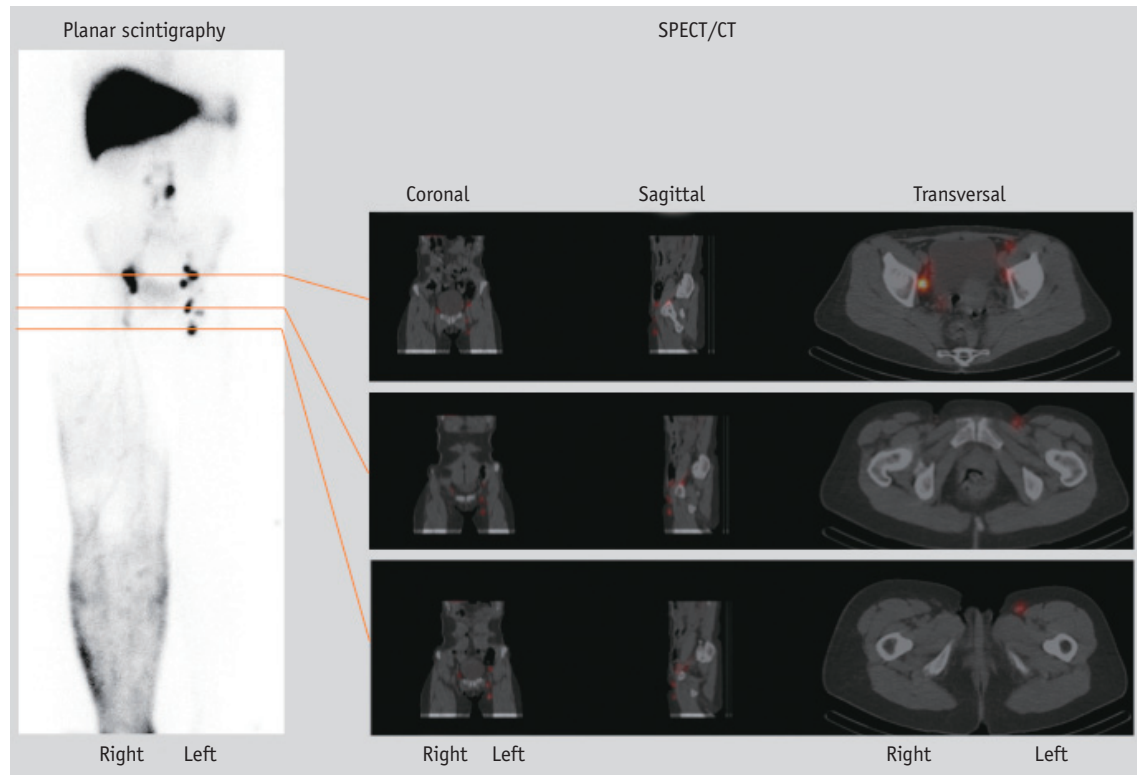 Planar scintigraphy
SPECT/CT
Coronal
Sagittal
Transversal
Right
Left
Right
Left
Right
Left